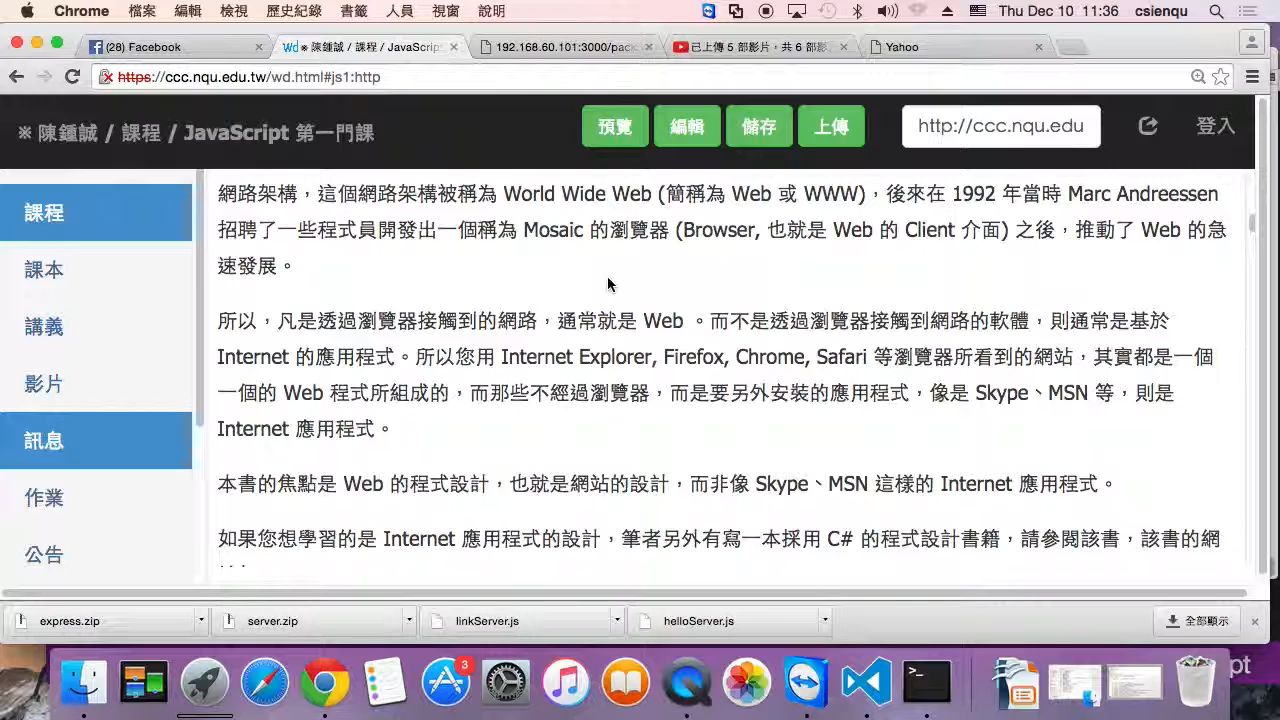 Chrome 檔案 編輯 檢視 歷史紀錄 書籤 人員 視窗 說明 Thu Dec 10 11:36 csienqu
(28) Facebook
Wd ※ 陳鍾誠 / 課程 / JavaScript
192.168.60.101:3000/pac
已上傳 5 部影片，共 6 部影
Yahoo
https://ccc.nqu.edu.tw/wd.html#js1:http
※ 陳鍾誠 / 課程 / JavaScript 第一門課
預覽 編輯 儲存 上傳 http://ccc.nqu.edu 登入
課程
課本
講義
影片
訊息
作業
公告
網路架構，這個網路架構被稱為 World Wide Web (簡稱為 Web 或 WWW)，後來在 1992 年當時 Marc Andreessen
招聘了一些程式員開發出一個稱為 Mosaic 的瀏覽器 (Browser, 也就是 Web 的 Client 介面) 之後，推動了 Web 的急
速發展。
所以，凡是透過瀏覽器接觸到的網路，通常就是 Web 。而不是透過瀏覽器接觸到網路的軟體，則通常是基於
Internet 的應用程式。所以您用 Internet Explorer, Firefox, Chrome, Safari 等瀏覽器所看到的網站，其實都是一個
一個的 Web 程式所組成的，而那些不經過瀏覽器，而是要另外安裝的應用程式，像是 Skype、MSN 等，則是
Internet 應用程式。
本書的焦點是 Web 的程式設計，也就是網站的設計，而非像 Skype、MSN 這樣的 Internet 應用程式。
如果您想學習的是 Internet 應用程式的設計，筆者另外有寫一本採用 C# 的程式設計書籍，請參閱該書，該書的網
express.zip
server.zip
linkServer.js
helloServer.js
全部顯示
3
pt